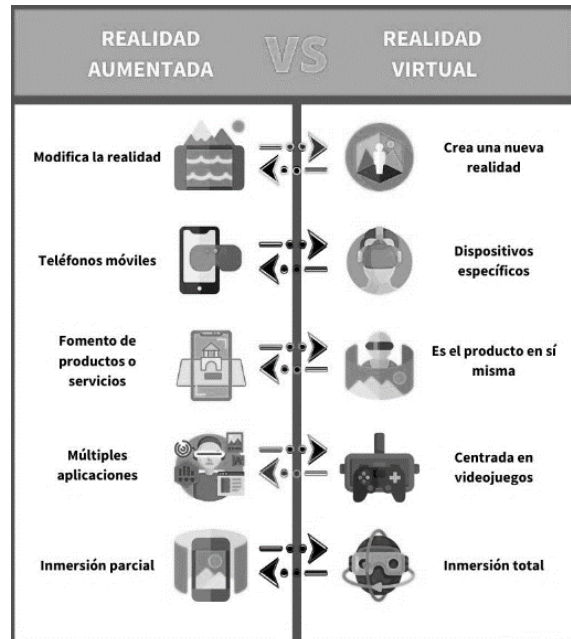 REALIDAD
AUMENTADA
VS
REALIDAD
VIRTUAL
Modifica la realidad
Crea una nueva
realidad
Teléfonos móviles
Dispositivos
específicos
Fomento de
productos o
servicios
Es el producto en sí
misma
Múltiples
aplicaciones
Centrada en
videojuegos
Inmersión parcial
Inmersión total